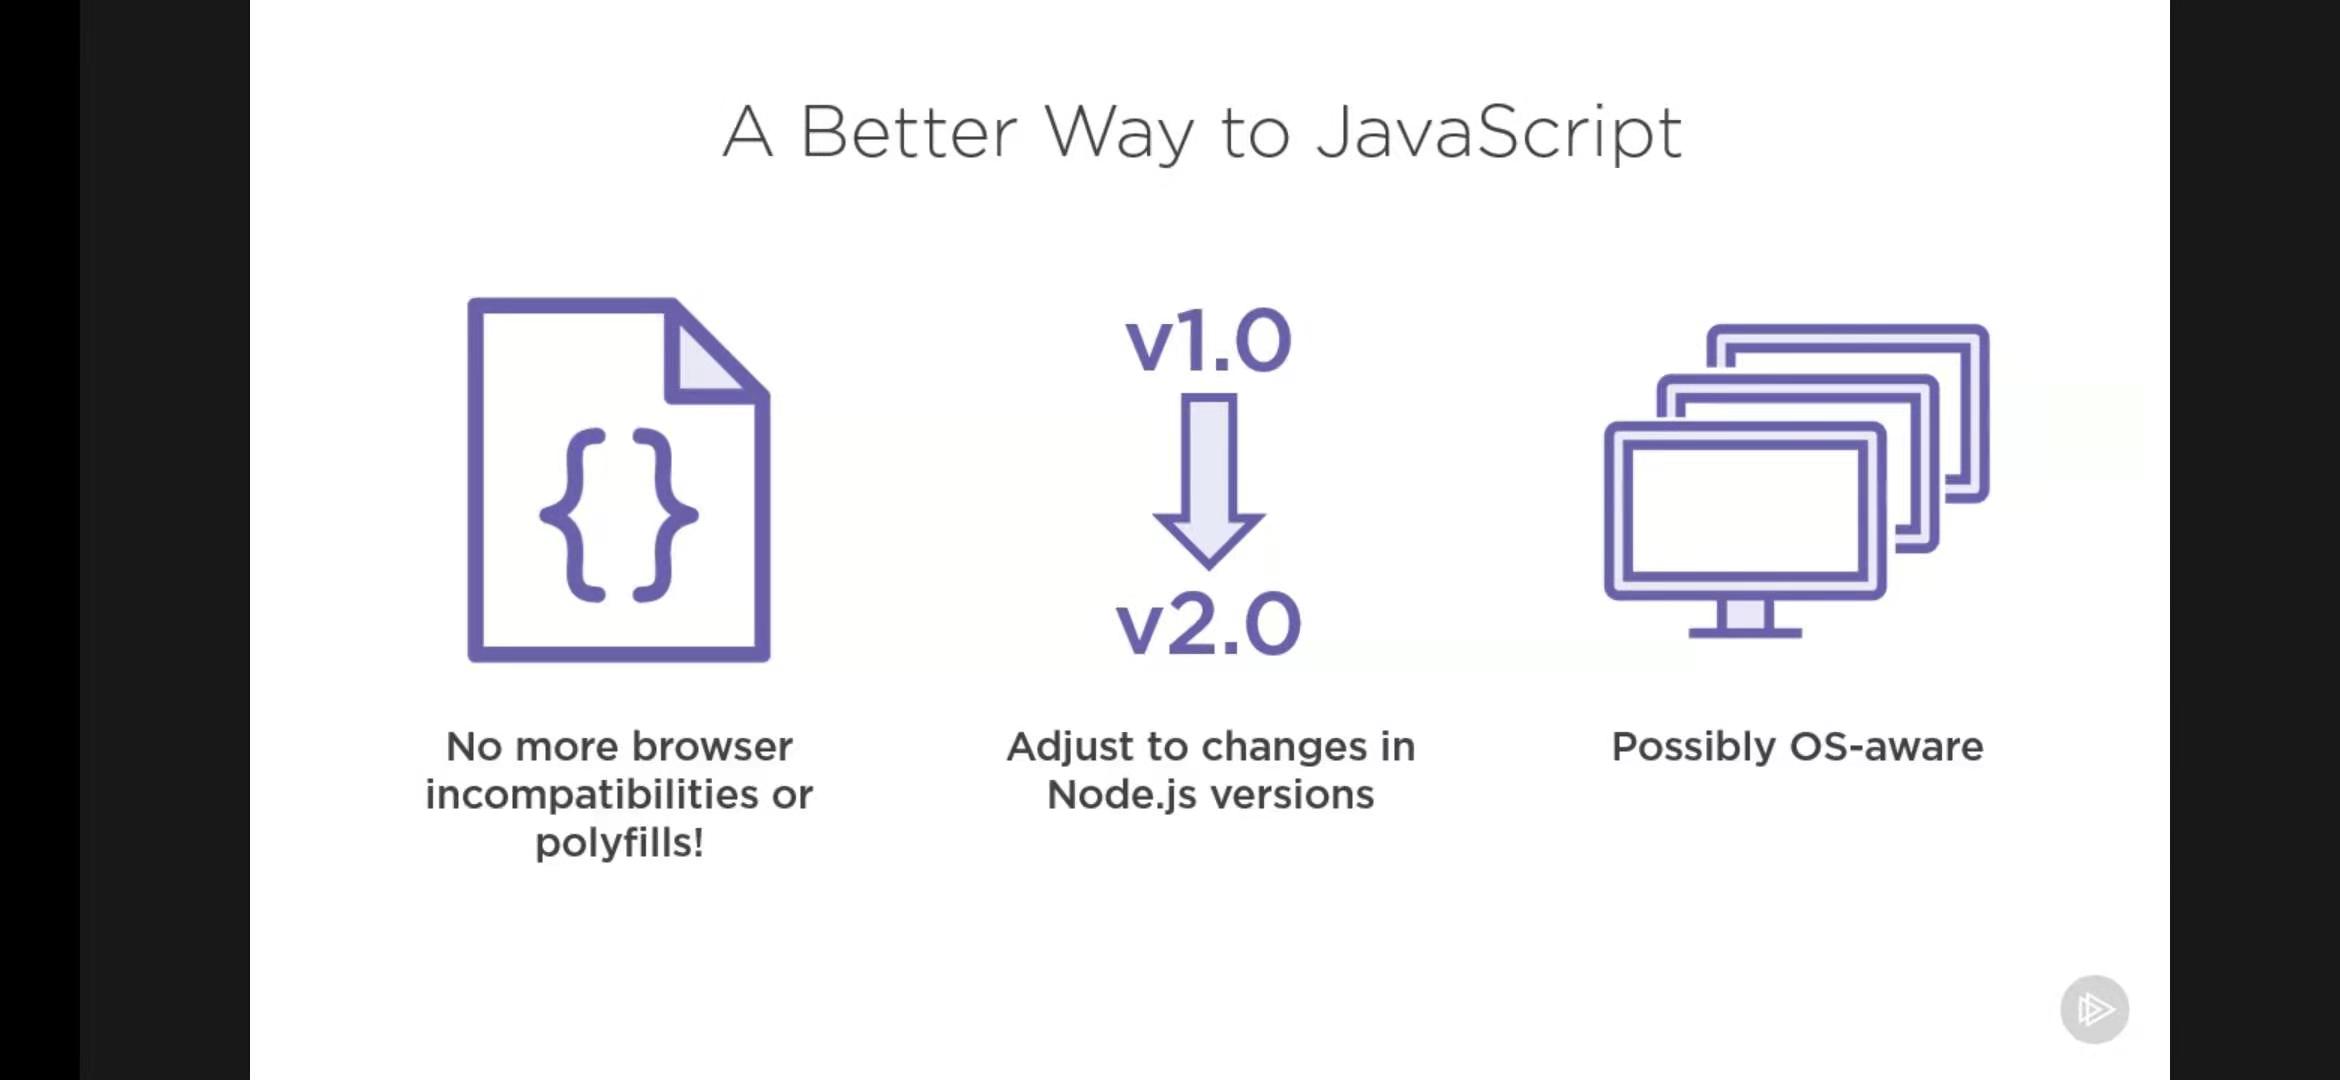 A Better Way to JavaScript
{ }
v1.0
v2.0
No more browser
incompatibilities or
polyfills!
Adjust to changes in
Node.js versions
Possibly OS-aware